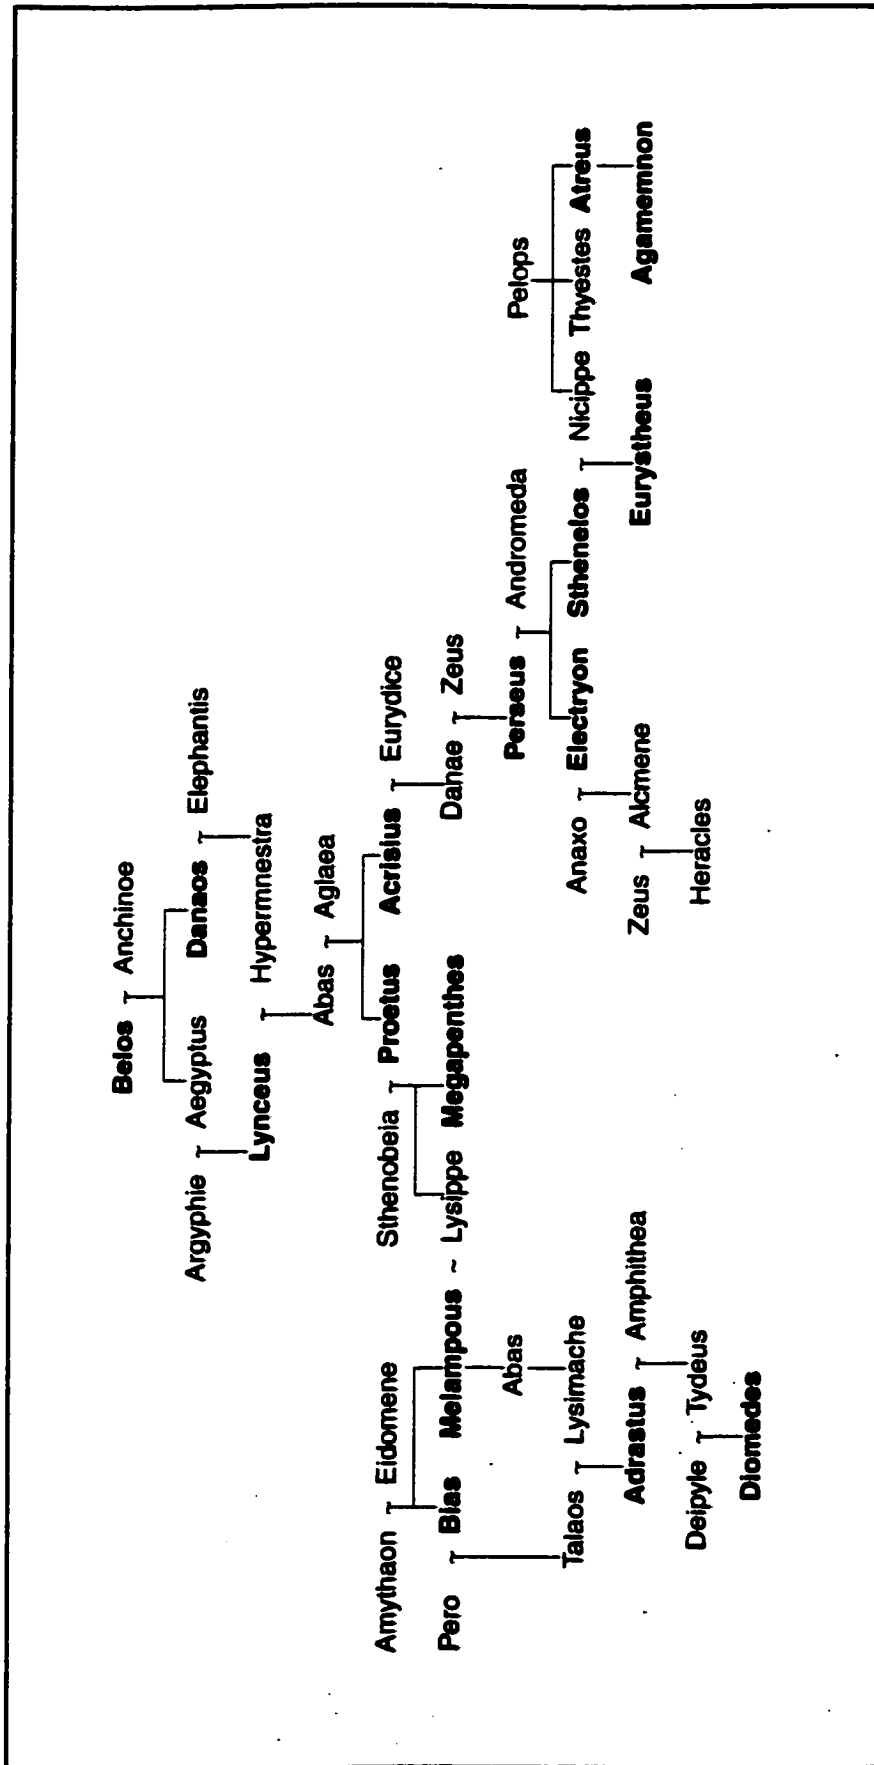 Belos ~ Anchinoe
Argyphie ~ Aegyptus Danaos ~ Elephantis
Lynceus ~ Hypermnestra
Abas ~ Aglaea
Amythaon ~ Eidomene Sthenobeia ~ Proetus Acrisius ~ Eurydice
Pero ~ Bias Melampous ~ Lysippe Megapenthes Danae ~ Zeus
Abas Perseus ~ Andromeda Pelops
Talaos ~ Lysimache Anaxo ~ Electryon Sthenelos ~ Nicippe Thyestes Atreus
Adrastus ~ Amphithea Zeus ~ Alcmene Eurystheus Agamemnon
Deipyle ~ Tydeus Heracles
Diomedes